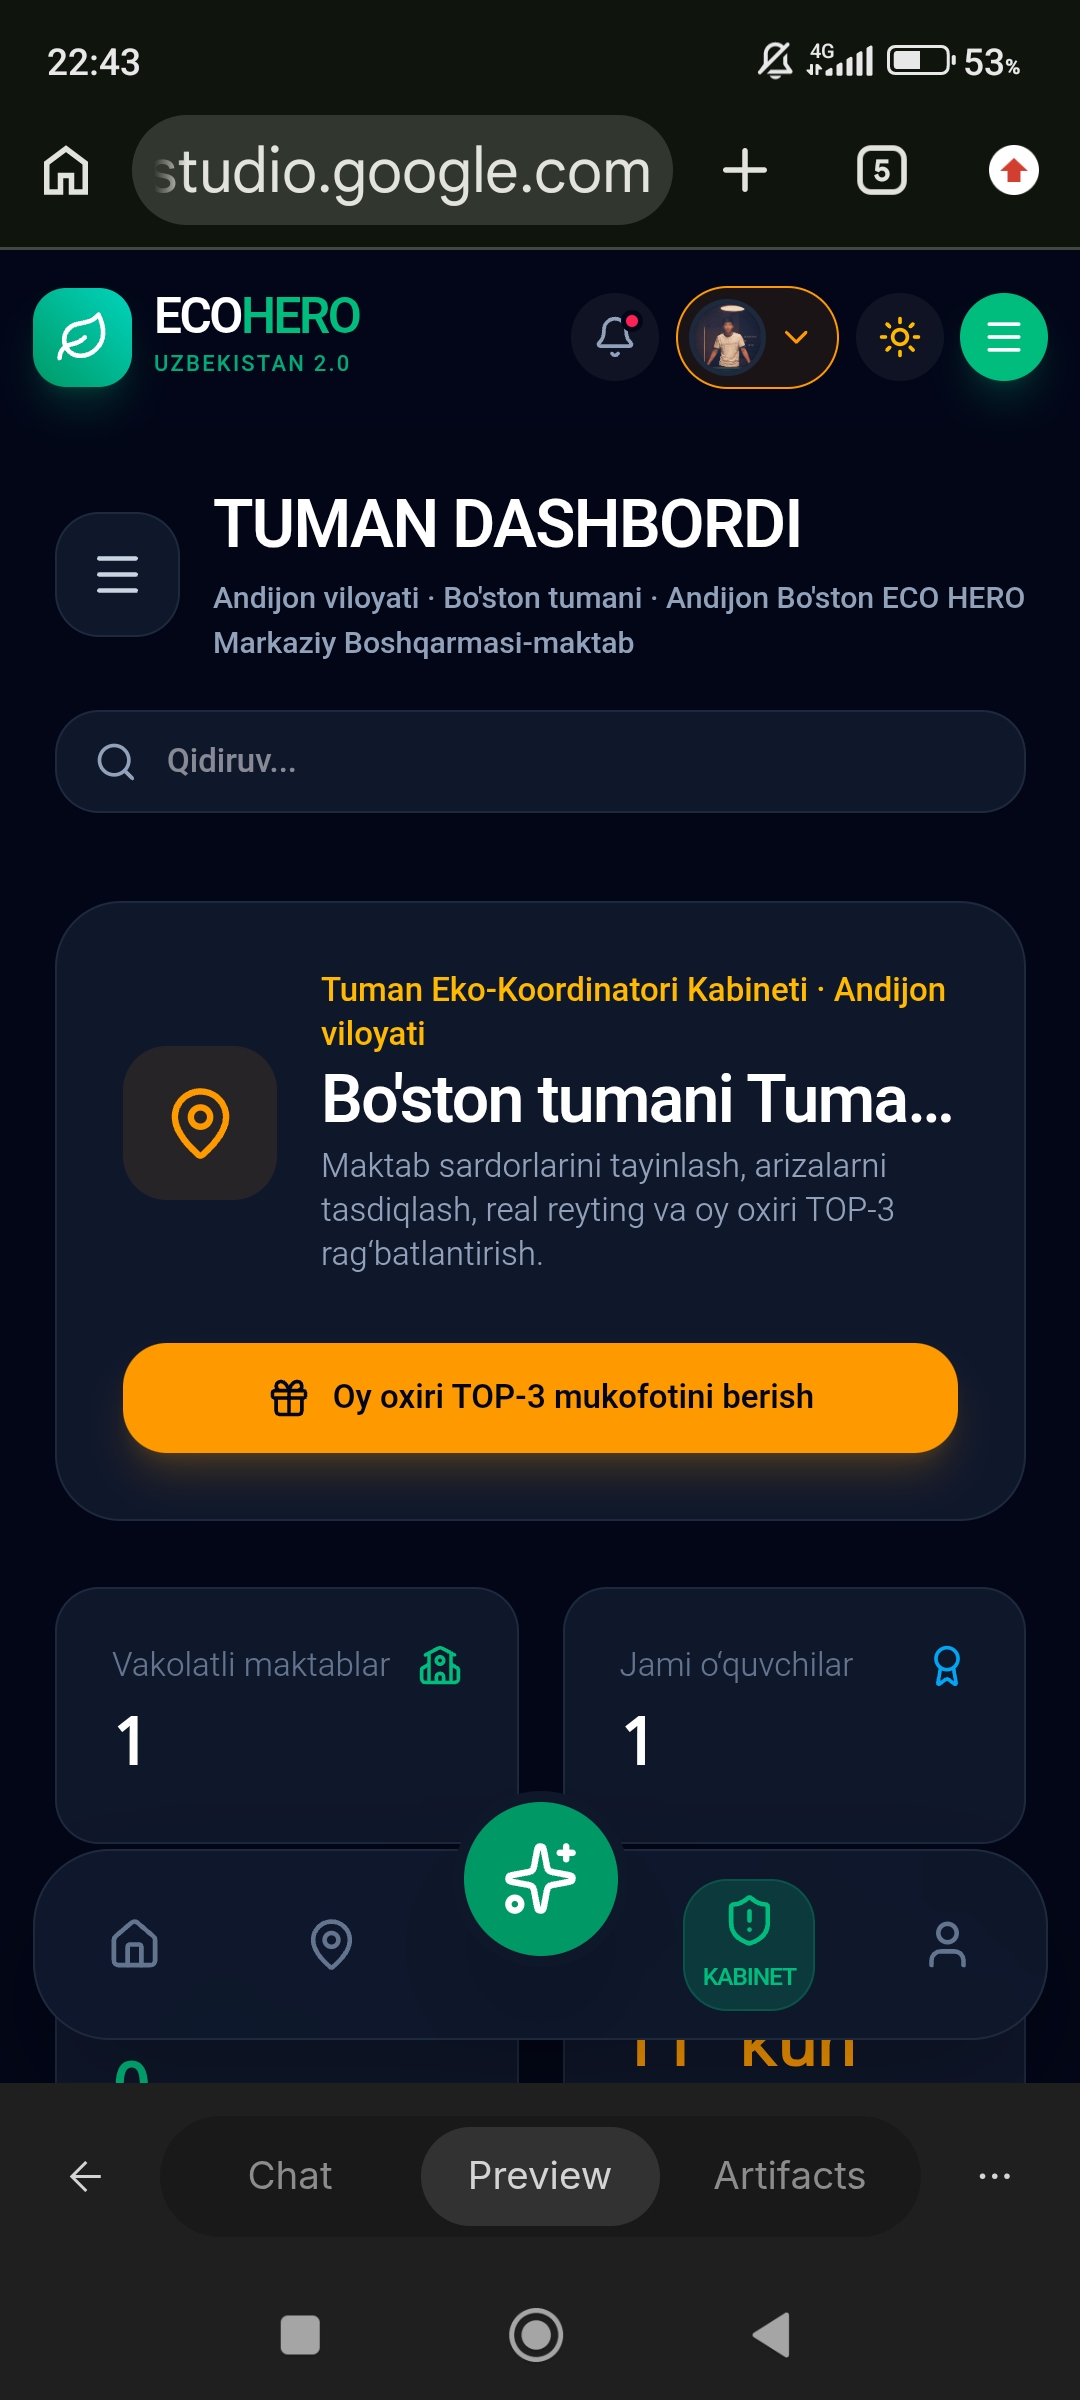 22:43
4G
53%
studio.google.com
5
ECOHERO
UZBEKISTAN 2.0
TUMAN DASHBORDI
Andijon viloyati · Bo'ston tumani · Andijon Bo'ston ECO HERO
Markaziy Boshqarmasi-maktab
Qidiruv...
Tuman Eko-Koordinatori Kabineti · Andijon
viloyati
Bo'ston tumani Tuma...
Maktab sardorlarini tayinlash, arizalarni
tasdiqlash, real reyting va oy oxiri TOP-3
rag‘batlantirish.
Oy oxiri TOP-3 mukofotini berish
Vakolatli maktablar
1
Jami o‘quvchilar
1
KABINET
0
kun
Chat
Preview
Artifacts